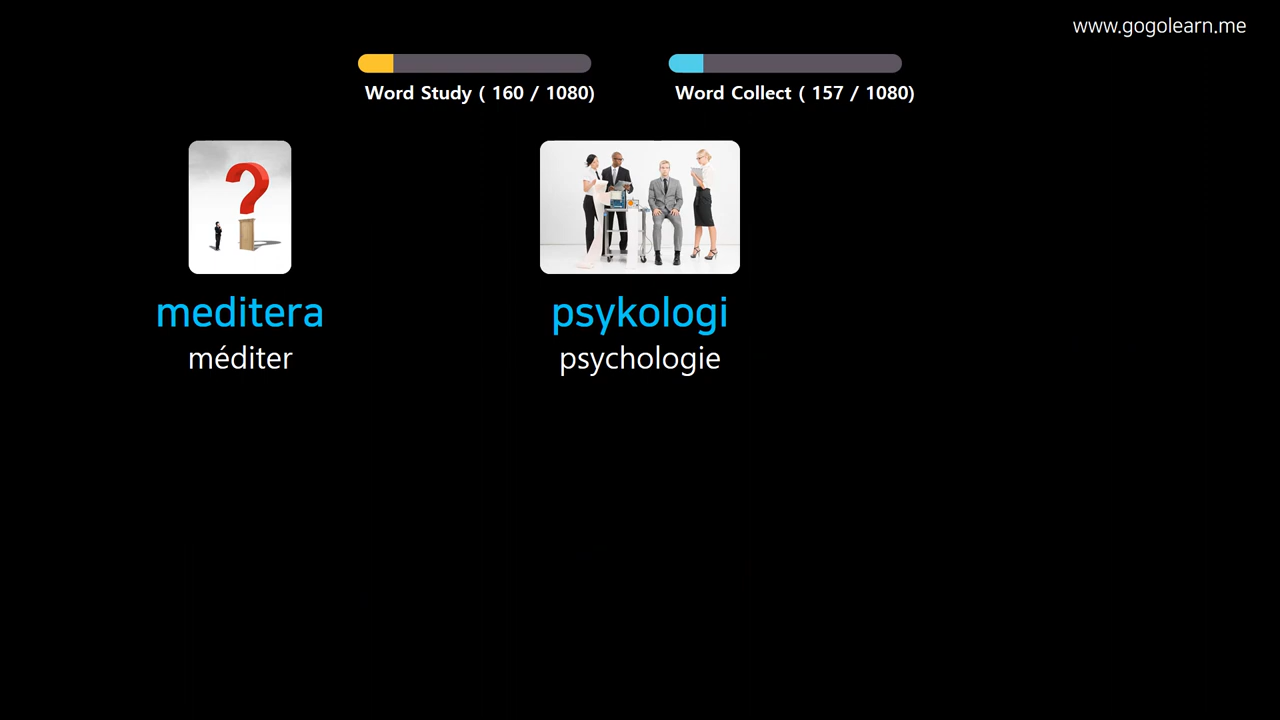 www.gogolearn.me
Word Study ( 160 / 1080)
Word Collect ( 157 / 1080)
meditera
méditer
psykologi
psychologie